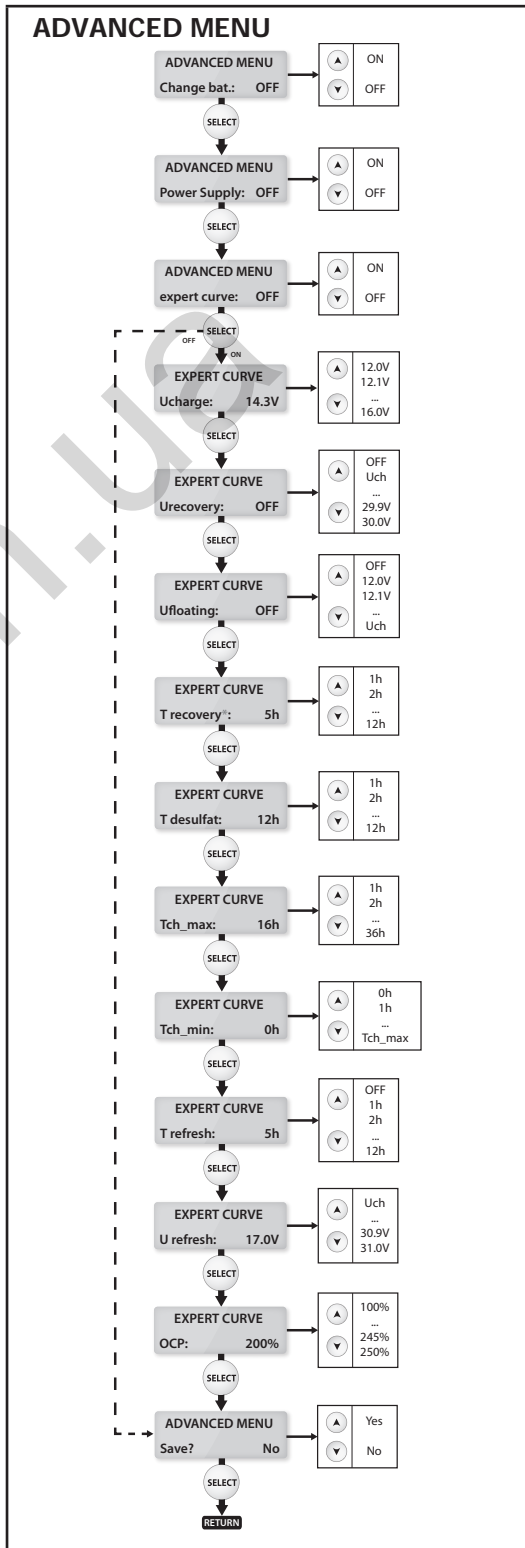 ADVANCED MENU
ADVANCED MENU
Change bat.: OFF
ON
OFF
SELECT
ADVANCED MENU
Power Supply: OFF
ON
OFF
SELECT
ADVANCED MENU
expert curve: OFF
ON
OFF
SELECT
OFF
ON
EXPERT CURVE
Ucharge: 14.3V
12.0V
12.1V
...
16.0V
SELECT
EXPERT CURVE
Urecovery: OFF
OFF
Uch
...
29.9V
30.0V
SELECT
EXPERT CURVE
Ufloating: OFF
OFF
12.0V
12.1V
...
Uch
SELECT
EXPERT CURVE
T recovery®: 5h
1h
2h
...
12h
SELECT
EXPERT CURVE
T desulfat: 12h
1h
2h
...
12h
SELECT
EXPERT CURVE
Tch_max: 16h
1h
2h
...
36h
SELECT
EXPERT CURVE
Tch_min: 0h
0h
1h
...
Tch_max
SELECT
EXPERT CURVE
T refresh: 5h
OFF
1h
2h
...
12h
SELECT
EXPERT CURVE
U refresh: 17.0V
Uch
...
30.9V
31.0V
SELECT
EXPERT CURVE
OCP: 200%
100%
...
245%
250%
SELECT
ADVANCED MENU
Save? No
Yes
No
SELECT
RETURN